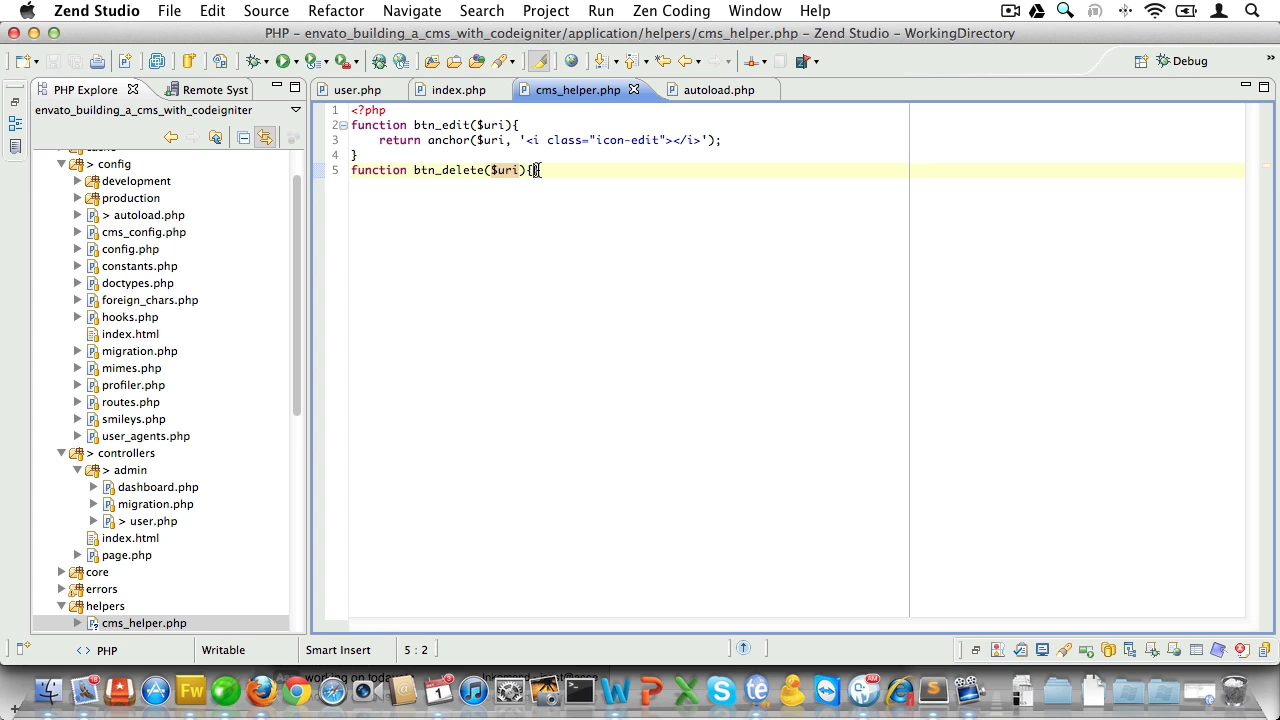 Zend Studio File Edit Source Refactor Navigate Search Project Run Zen Coding Window Help
PHP – envato_building_a_cms_with_codeigniter/application/helpers/cms_helper.php – Zend Studio – WorkingDirectory
Debug
PHP Explore Remote Syst
user.php index.php cms_helper.php autoload.php
envato_building_a_cms_with_codeigniter
> config
development
production
> autoload.php
cms_config.php
config.php
constants.php
doctypes.php
foreign_chars.php
hooks.php
index.html
migration.php
mimes.php
profiler.php
routes.php
smileys.php
user_agents.php
> controllers
> admin
dashboard.php
migration.php
> user.php
index.html
page.php
core
errors
helpers
cms_helper.php
1 <?php
2 function btn_edit($uri){
3 return anchor($uri, '<i class="icon-edit"></i>');
4 }
5 function btn_delete($uri){
<> PHP Writable Smart Insert 5 : 2
working on today